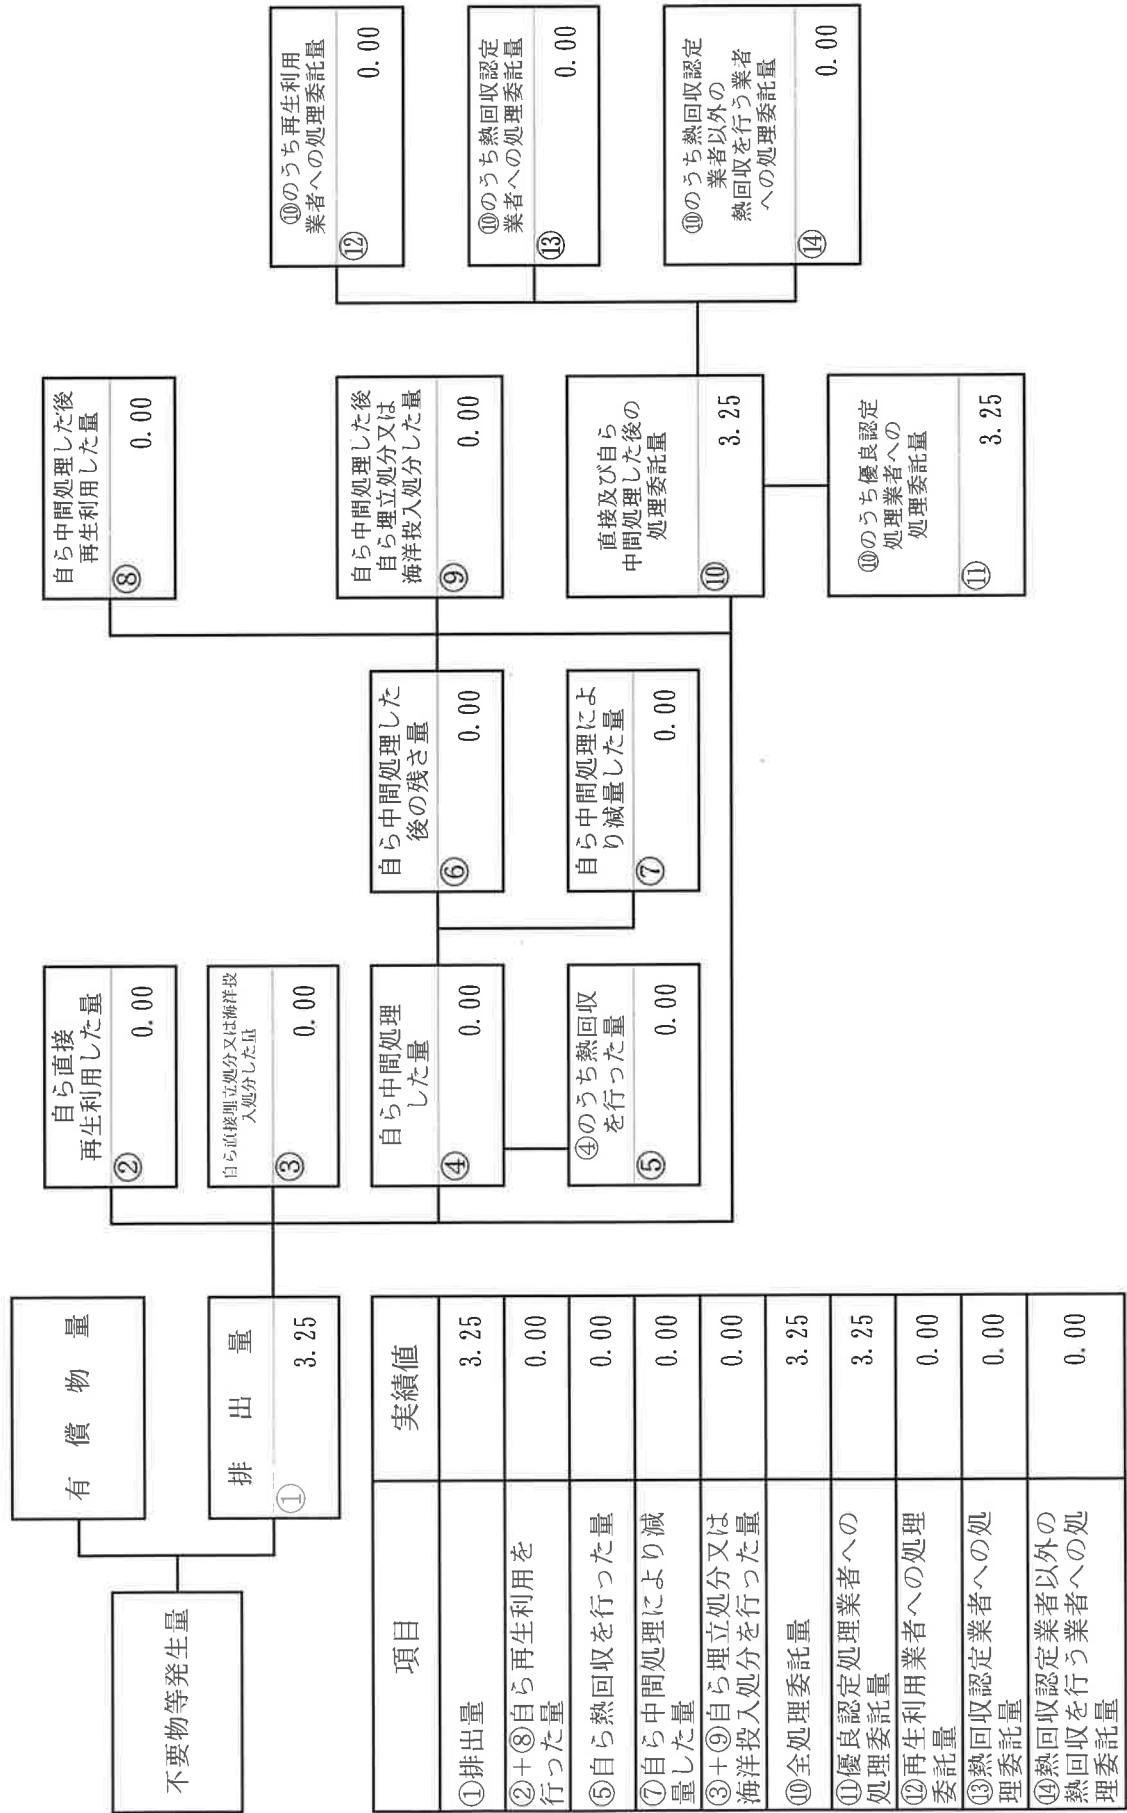 不要物等発生量
有償物量
排出量
①
3.25
自ら直接
再生利用した量
②
0.00
自ら直接埋立処分又は海洋投
入処分した量
③
0.00
自ら中間処理
した量
④
0.00
④のうち熱回収
を行った量
⑤
0.00
自ら中間処理した
後の残さ量
⑥
0.00
自ら中間処理によ
り減量した量
⑦
0.00
自ら中間処理した後
再生利用した量
⑧
0.00
自ら中間処理した後
自ら埋立処分又は
海洋投入処分した量
⑨
0.00
直接及び自ら
中間処理した後の
処理委託量
⑩
3.25
⑩のうち優良認定
処理業者への
処理委託量
⑪
3.25
⑩のうち再生利用
業者への処理委託量
⑫
0.00
⑩のうち熱回収認定
業者への処理委託量
⑬
0.00
⑩のうち熱回収認定
業者以外の
熱回収を行う業者
への処理委託量
⑭
0.00
項目
実績値
①排出量
3.25
②+⑧自ら再生利用を
行った量
0.00
⑤自ら熱回収を行った量
0.00
⑦自ら中間処理により減
量した量
0.00
③+⑨自ら埋立処分又は
海洋投入処分を行った量
0.00
⑩全処理委託量
3.25
⑪優良認定処理業者への
処理委託量
3.25
⑫再生利用業者への処理
委託量
0.00
⑬熱回収認定業者への処
理委託量
0.00
⑭熱回収認定業者以外の
熱回収を行う業者への処
理委託量
0.00